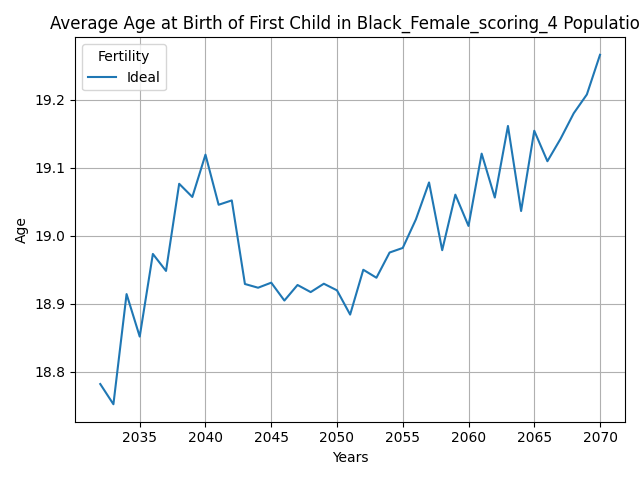 Average Age at Birth of First Child in Black_Female_scoring_4 Populatio
Fertility
Ideal
Age
19.2
19.1
19.0
18.9
18.8
2035 2040 2045 2050 2055 2060 2065 2070
Years